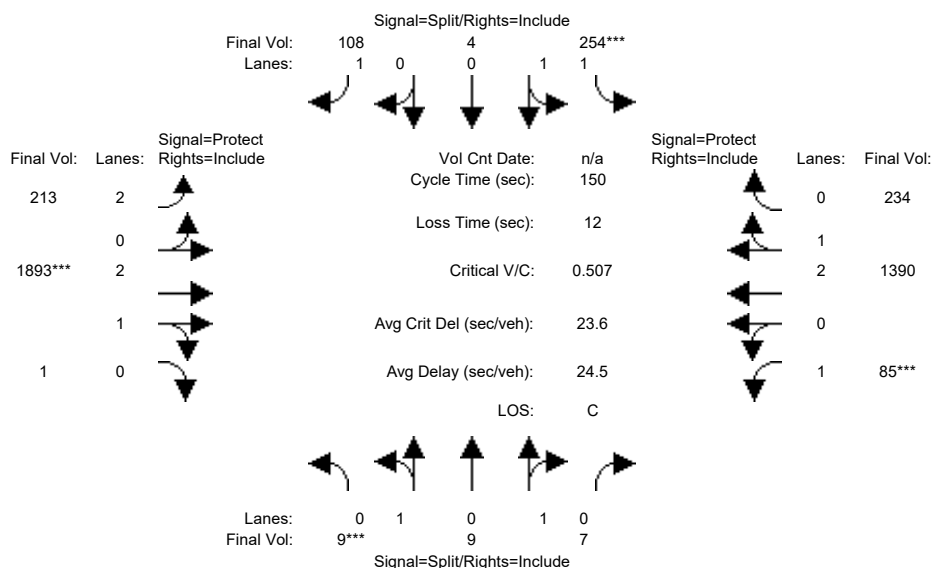 Signal=Split/Rights=Include
Final Vol: 108 4 254***
Lanes: 1 0 0 1 1
Signal=Protect Signal=Protect
Final Vol: Lanes: Rights=Include Vol Cnt Date: n/a Rights=Include Lanes: Final Vol:
Cycle Time (sec): 150
213 2 0 234
Loss Time (sec): 12
0 1
1893*** 2 Critical V/C: 0.507 2 1390
1 Avg Crit Del (sec/veh): 23.6 0
1 0 Avg Delay (sec/veh): 24.5 1 85***
LOS: C
Lanes: 0 1 0 1 0
Final Vol: 9*** 9 7
Signal=Split/Rights=Include